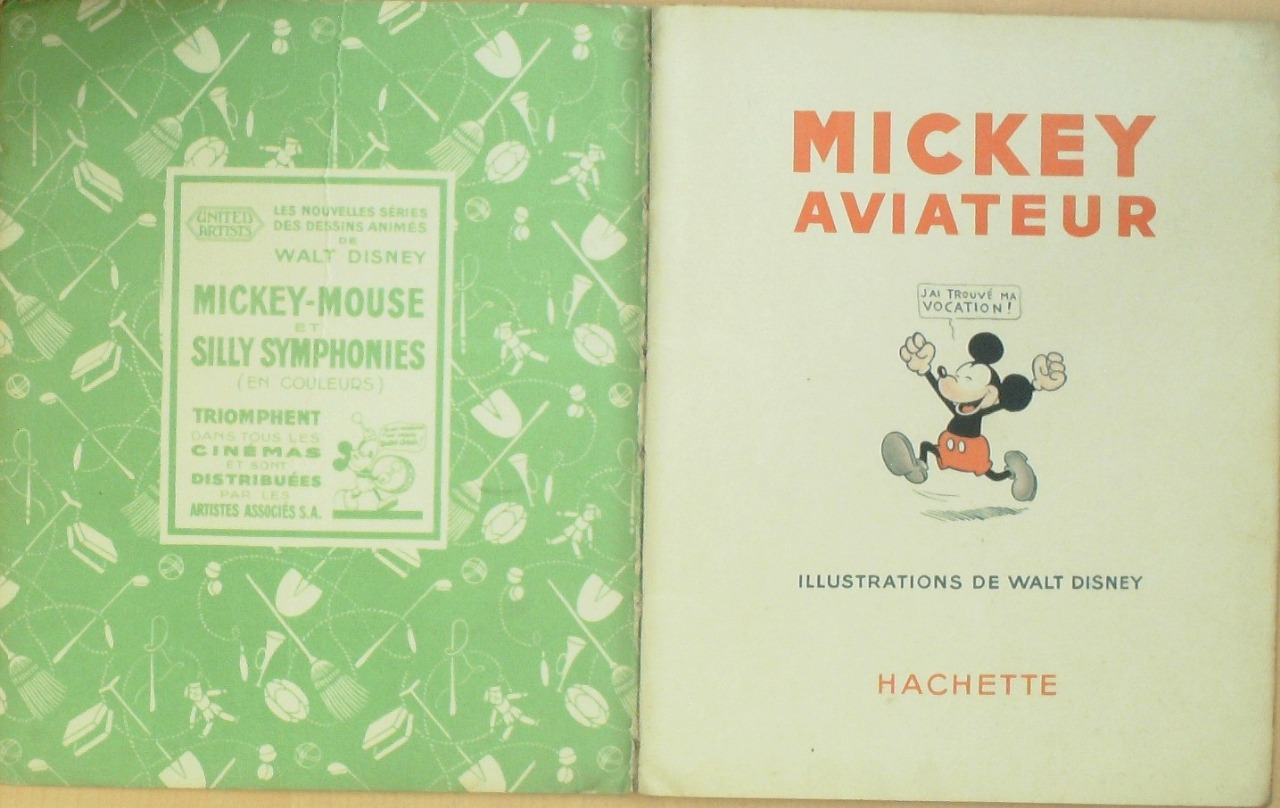 UNITED
ARTISTS
LES NOUVELLES SÉRIES
DES DESSINS ANIMÉS
DE
WALT DISNEY
MICKEY-MOUSE
ET
SILLY SYMPHONIES
(EN COULEURS)
TRIOMPHENT
DANS TOUS LES
CINÉMAS
ET SONT
DISTRIBUÉES
PAR LES
ARTISTES ASSOCIÉS S.A.
MICKEY
AVIATEUR
J'AI TROUVÉ MA
VOCATION!
ILLUSTRATIONS DE WALT DISNEY
HACHETTE